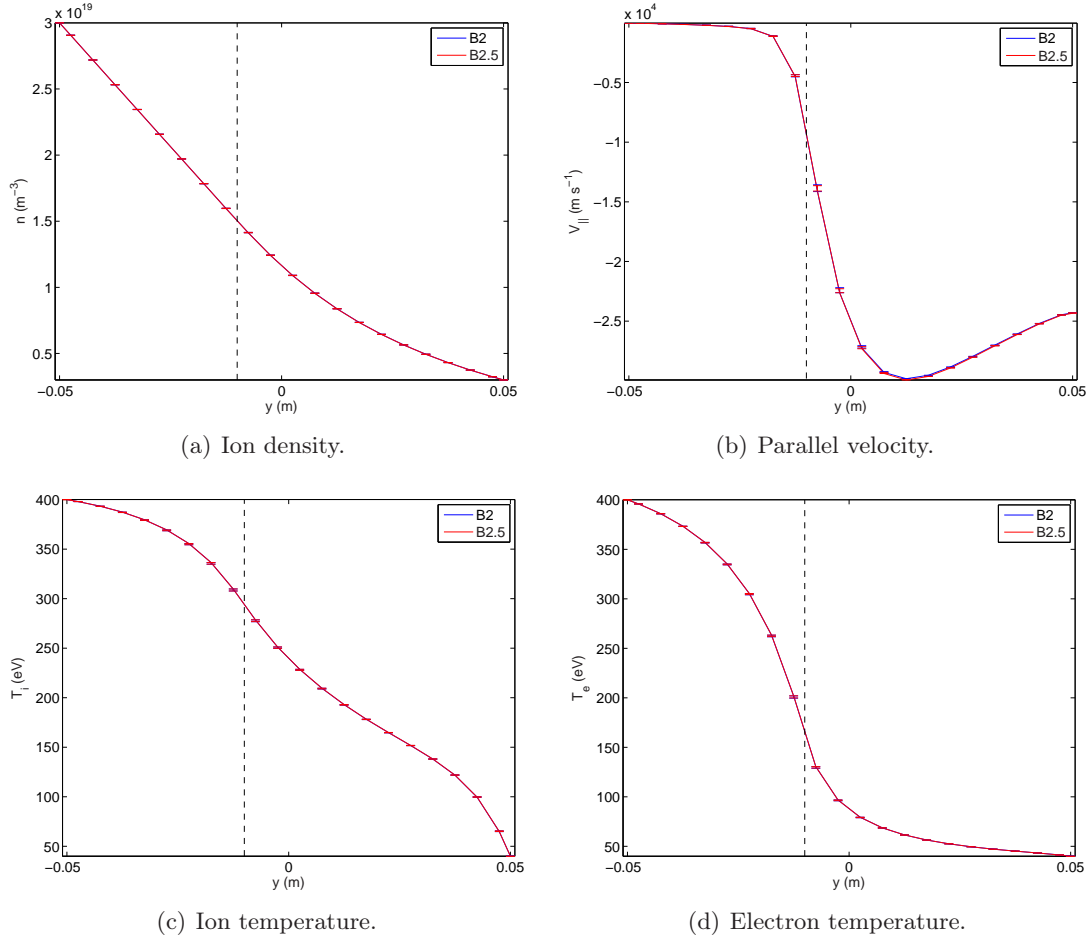 x 10^19
3
2.5
2
1.5
1
0.5
−0.05
0
0.05
y (m)
n (m^−3)
B2
B2.5
(a) Ion density.
x 10^4
−0.5
−1
−1.5
−2
−2.5
0
0.05
y (m)
V_|| (m s^−1)
B2
B2.5
(b) Parallel velocity.
400
350
300
250
200
150
100
50
−0.05
0
0.05
y (m)
T_i (eV)
B2
B2.5
(c) Ion temperature.
400
350
300
250
200
150
100
50
−0.05
0
0.05
y (m)
T_e (eV)
B2
B2.5
(d) Electron temperature.